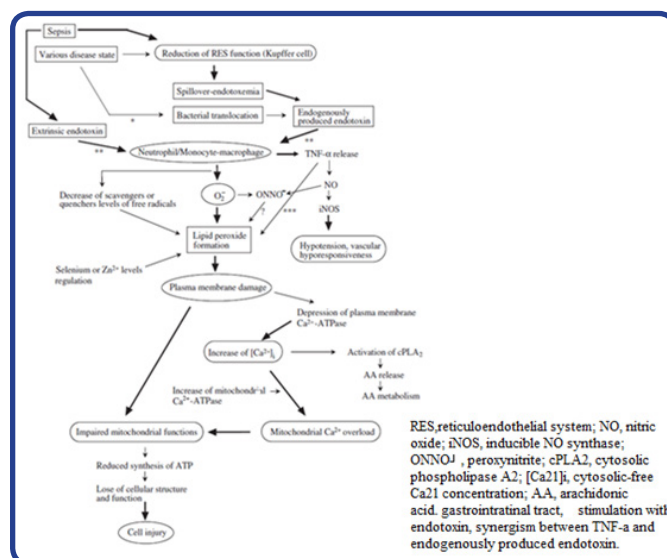 Sepsis
Various disease state
Reduction of RES function (Kupffer cell)
Spillover-endotoxemia
*
Bacterial translocation
Endogenously
produced endotoxin
Extrinsic endotoxin
**
**
Neutrophil/Monocyte-macrophage
TNF-α release
Decrease of scavengers or
quenchers levels of free radicals
O₂⁻
ONNO⁻
NO
?
***
iNOS
Lipid peroxide
formation
Hypotension, vascular
hyporesponsiveness
Selenium or Zn²⁺ levels
regulation
Plasma membrane damage
Depression of plasma membrane
Ca²⁺-ATPase
Increase of [Ca²⁺]i
Activation of cPLA₂
AA release
AA metabolism
Increase of mitochondrial
Ca²⁺-ATPase
Impaired mitochondrial functions
Mitochondrial Ca²⁺ overload
Reduced synthesis of ATP
Loss of cellular structure
and function
Cell injury
RES,reticuloendothelial system; NO, nitric
oxide; iNOS, inducible NO synthase;
ONNO┘, peroxynitrite; cPLA2, cytosolic
phospholipase A2; [Ca21]i, cytosolic-free
Ca21 concentration; AA, arachidonic
acid. gastrointratinal tract, stimulation with
endotoxin, synergism between TNF-a and
endogenously produced endotoxin.